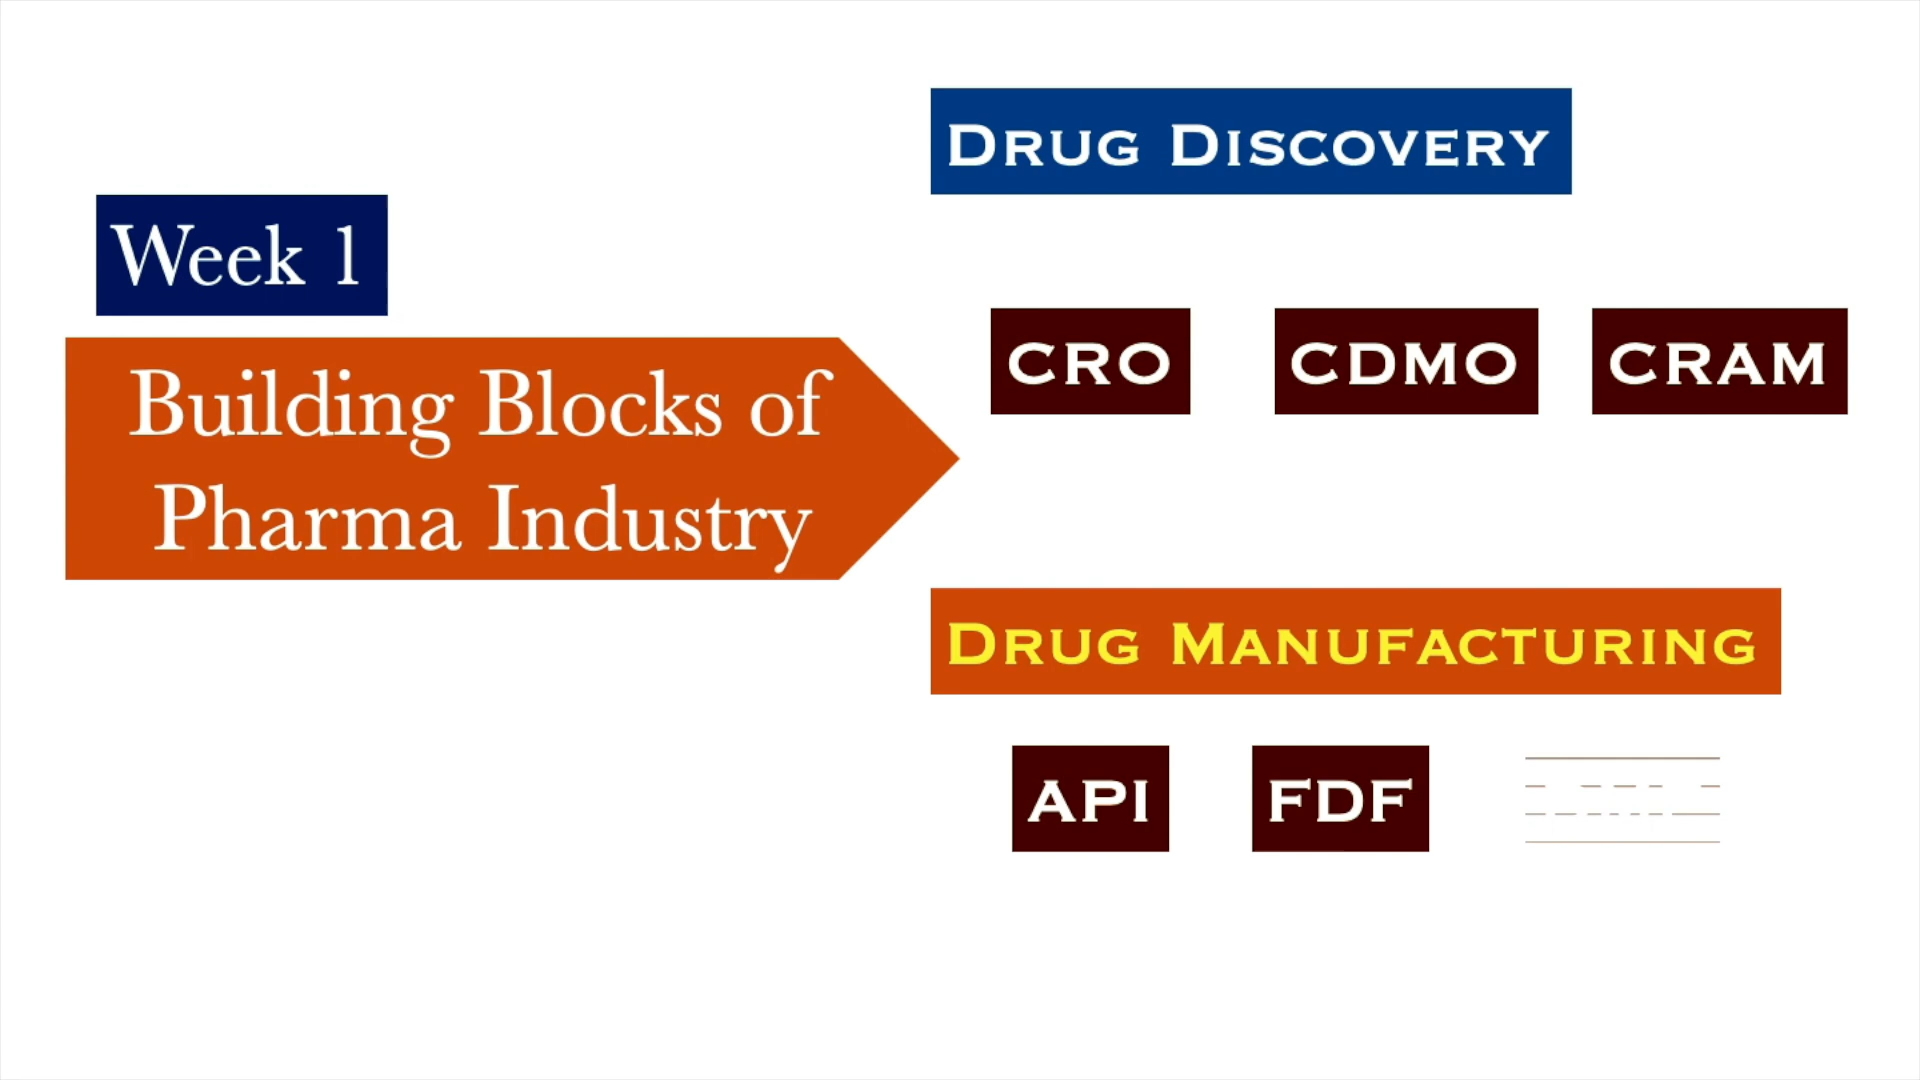 Week 1
Building Blocks of
Pharma Industry
Drug Discovery
CRO
CDMO
CRAM
Drug Manufacturing
API
FDF